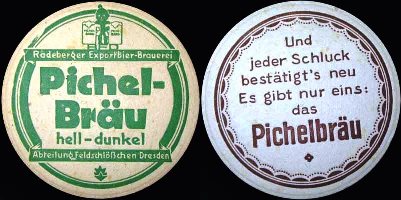 Radeberger Exportbier-Brauerei
Pichel-
Bräu
hell-dunkel
Abteilung Feldschlößchen Dresden
Und
jeder Schluck
bestätigt's neu
Es gibt nur eins:
das
Pichelbräu